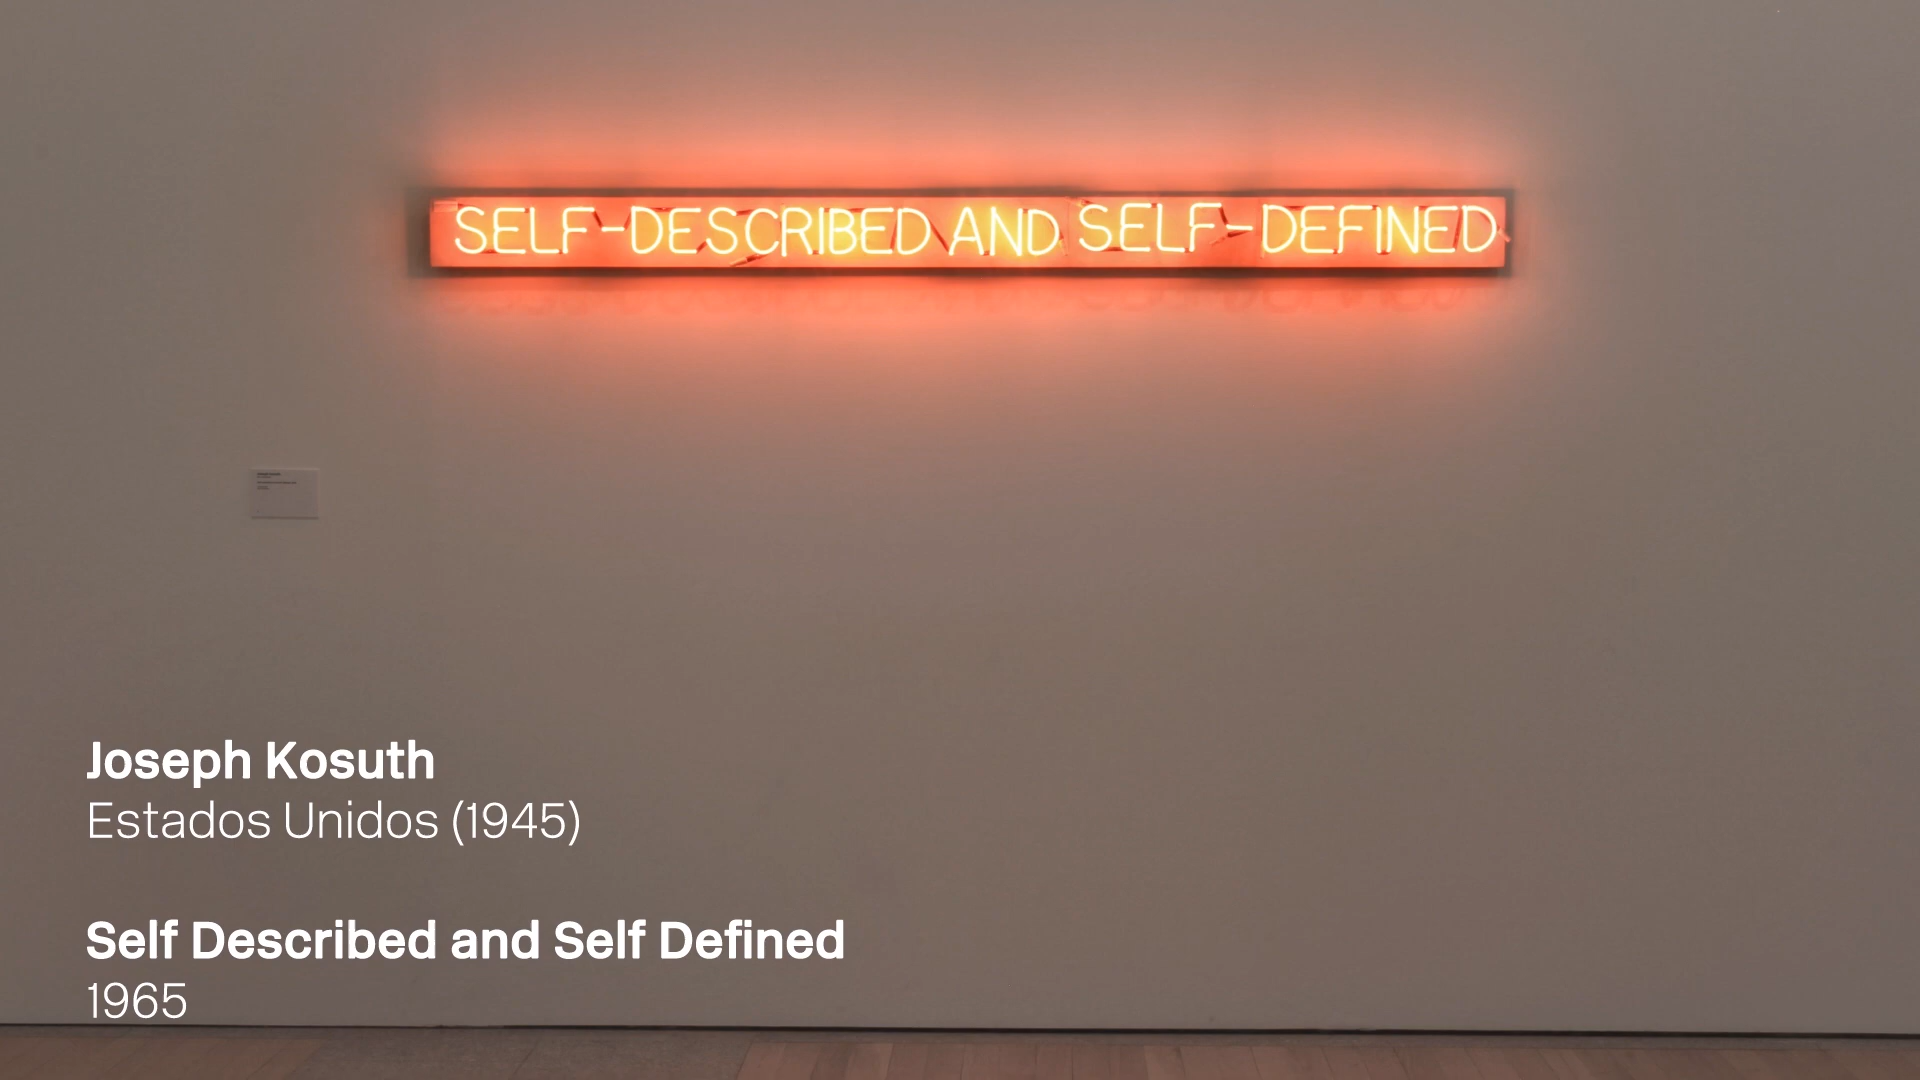 SELF-DESCRIBED AND SELF-DEFINED
Joseph Kosuth
Estados Unidos (1945)
Self Described and Self Defined
1965